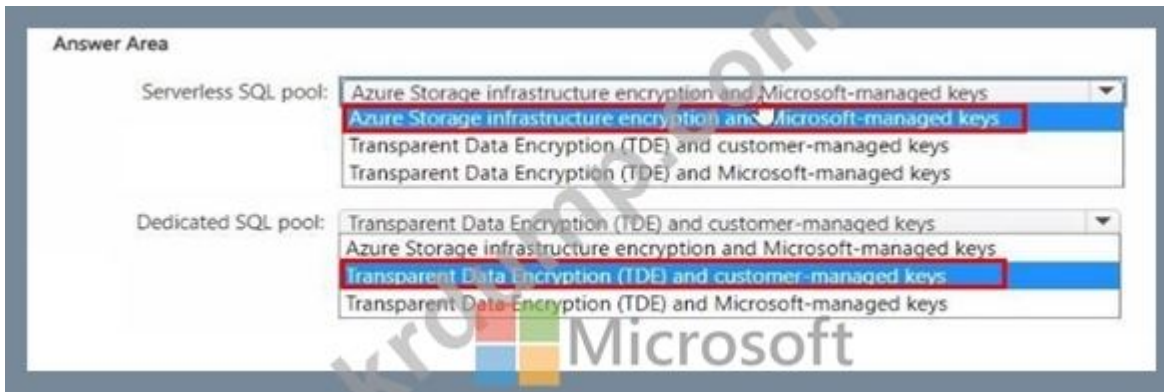 Answer Area
Serverless SQL pool: Azure Storage infrastructure encryption and Microsoft-managed keys
Azure Storage infrastructure encryption and Microsoft-managed keys
Transparent Data Encryption (TDE) and customer-managed keys
Transparent Data Encryption (TDE) and Microsoft-managed keys
Dedicated SQL pool: Transparent Data Encryption (TDE) and customer-managed keys
Azure Storage infrastructure encryption and Microsoft-managed keys
Transparent Data Encryption (TDE) and customer-managed keys
Transparent Data Encryption (TDE) and Microsoft-managed keys
Microsoft
krdump.com